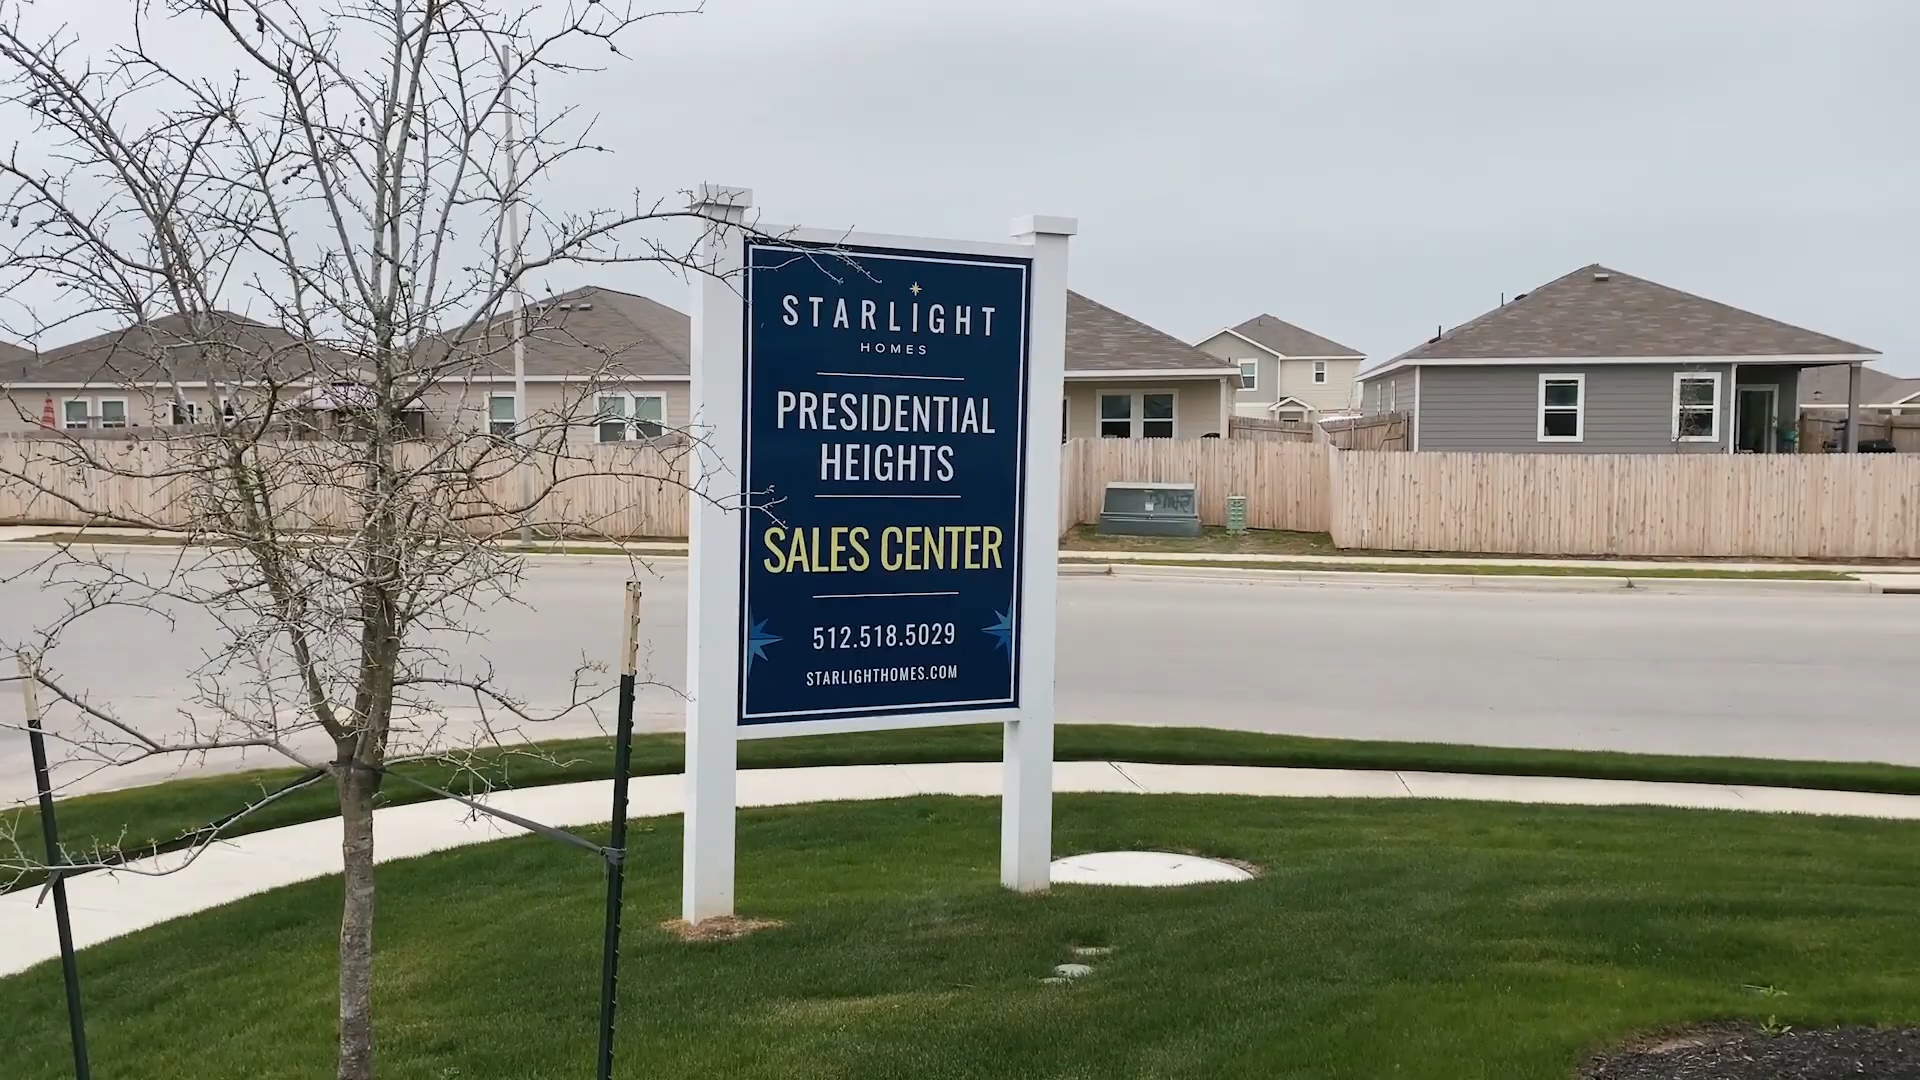 STARLIGHT
HOMES
PRESIDENTIAL
HEIGHTS
SALES CENTER
512.518.5029
STARLIGHTHOMES.COM